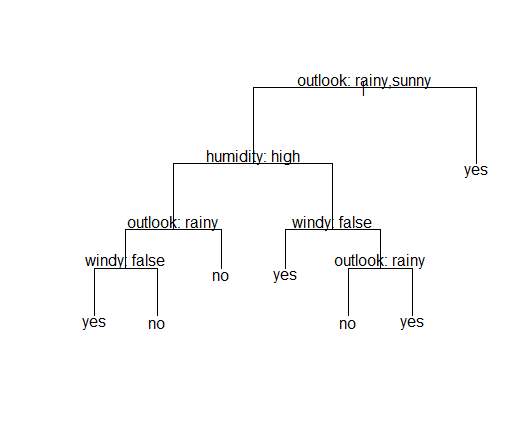 outlook: rainy,sunny
humidity: high
yes
outlook: rainy
windy: false
windy: false
outlook: rainy
no
yes
yes
no
no
yes